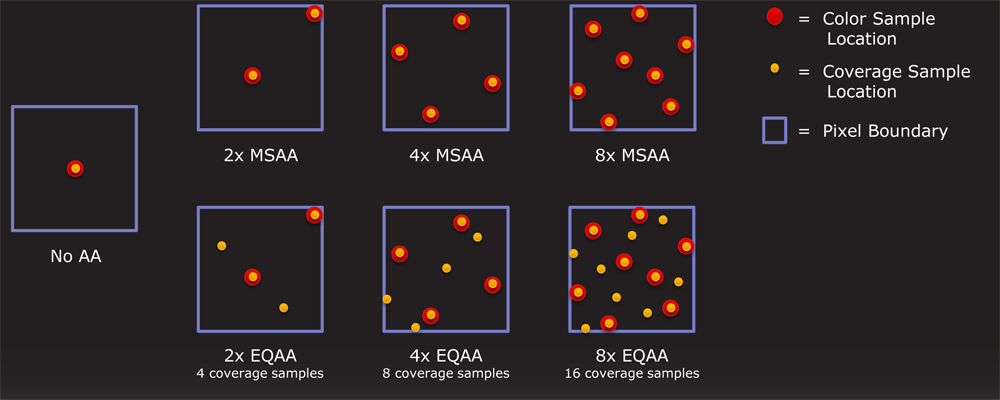 = Color Sample
Location
= Coverage Sample
Location
= Pixel Boundary
2x MSAA
4x MSAA
8x MSAA
No AA
2x EQAA
4 coverage samples
4x EQAA
8 coverage samples
8x EQAA
16 coverage samples